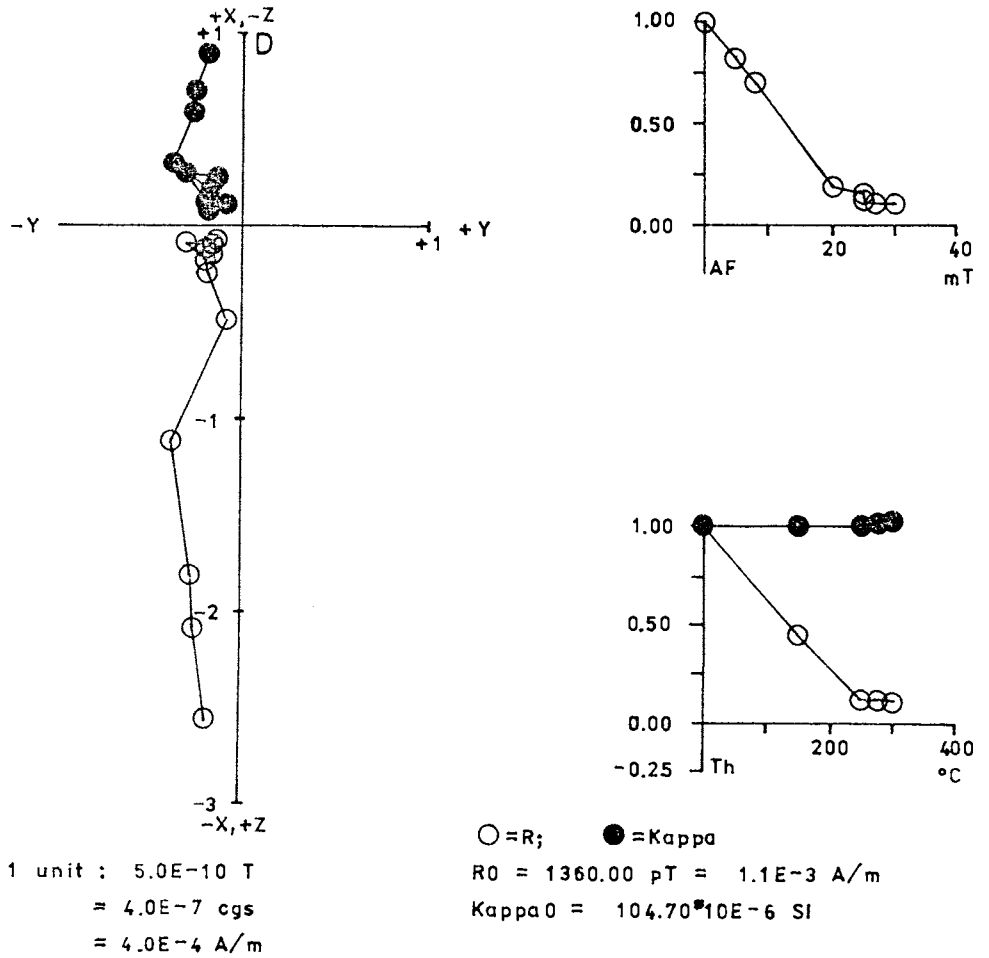 +X,-Z
+1 D
-Y
+1 +Y
-1
-2
-3
-X,+Z
1 unit : 5.0E-10 T
= 4.0E-7 cgs
= 4.0E-4 A/m
1.00
0.50
0.00
20 40
AF mT
1.00
0.50
0.00
200 400
-0.25 Th °C
=R; =Kappa
R0 = 1360.00 pT = 1.1E-3 A/m
Kappa0 = 104.70*10E-6 SI